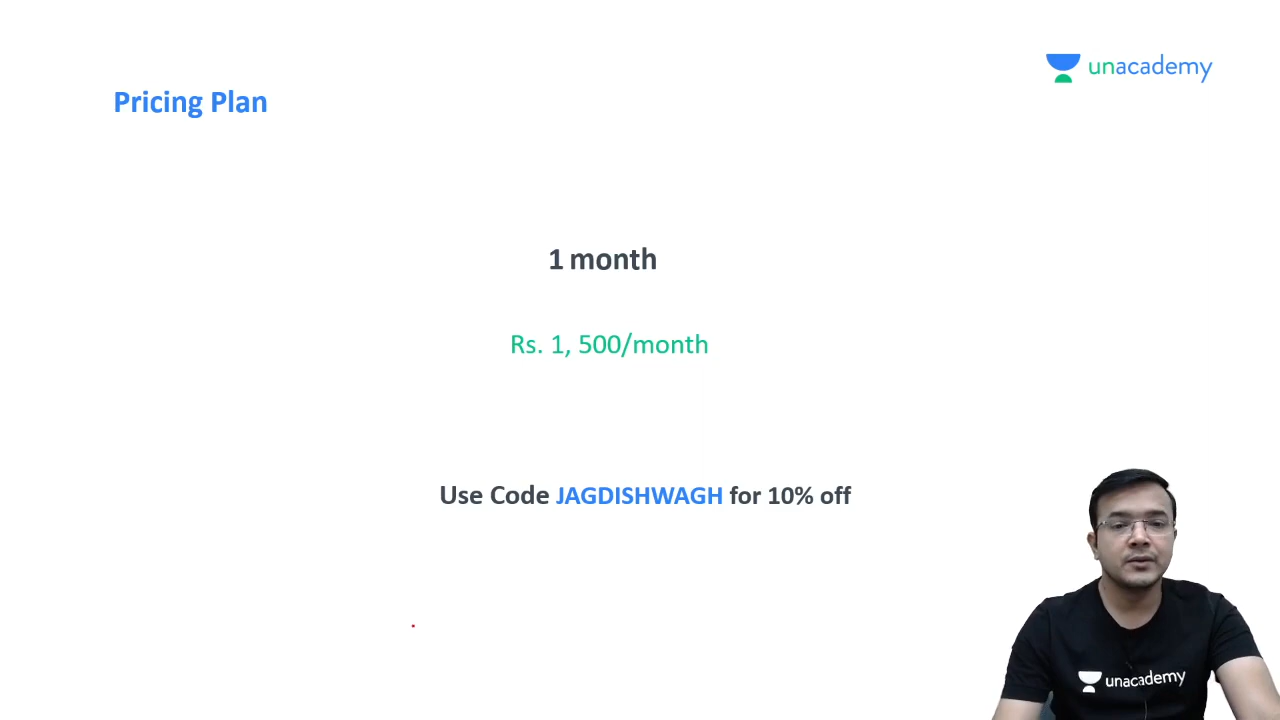 unacademy
Pricing Plan
1 month
Rs. 1, 500/month
Use Code JAGDISHWAGH for 10% off
unacademy